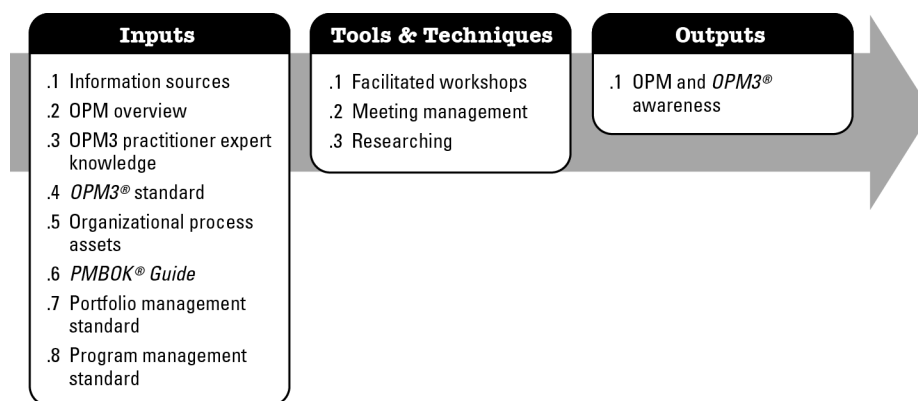 Inputs
.1 Information sources
.2 OPM overview
.3 OPM3 practitioner expert
knowledge
.4 OPM3® standard
.5 Organizational process
assets
.6 PMBOK® Guide
.7 Portfolio management
standard
.8 Program management
standard
Tools & Techniques
.1 Facilitated workshops
.2 Meeting management
.3 Researching
Outputs
.1 OPM and OPM3®
awareness